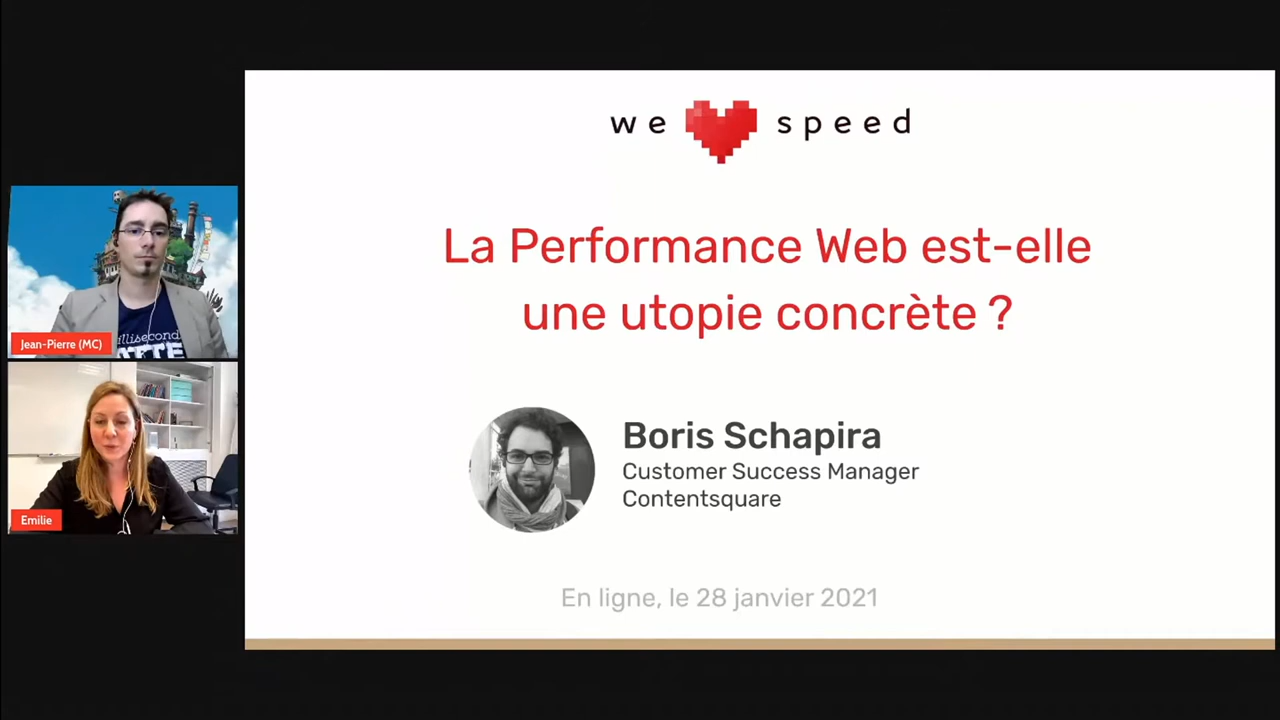 we speed
La Performance Web est-elle
une utopie concrète ?
Boris Schapira
Customer Success Manager
Contentsquare
En ligne, le 28 janvier 2021
Jean-Pierre (MC)
Emilie